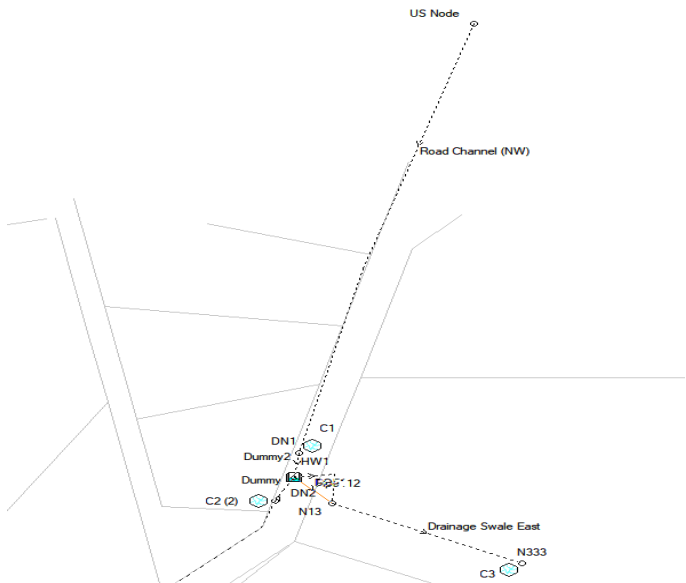 US Node
Road Channel (NW)
C1
DN1
Dummy2
HW1
Dummy
DN2
C2 (2)
N13
Drainage Swale East
N333
C3